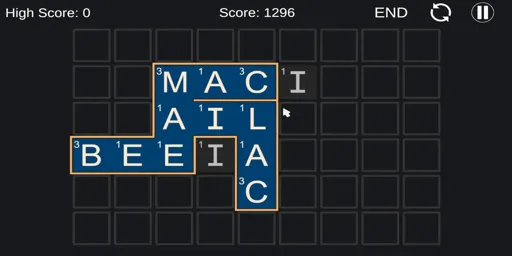 High Score: 0 Score: 1296 END
3M 1A 3C 1I
1A 1I 1L
3B 1E 1E 1I 1A
3C